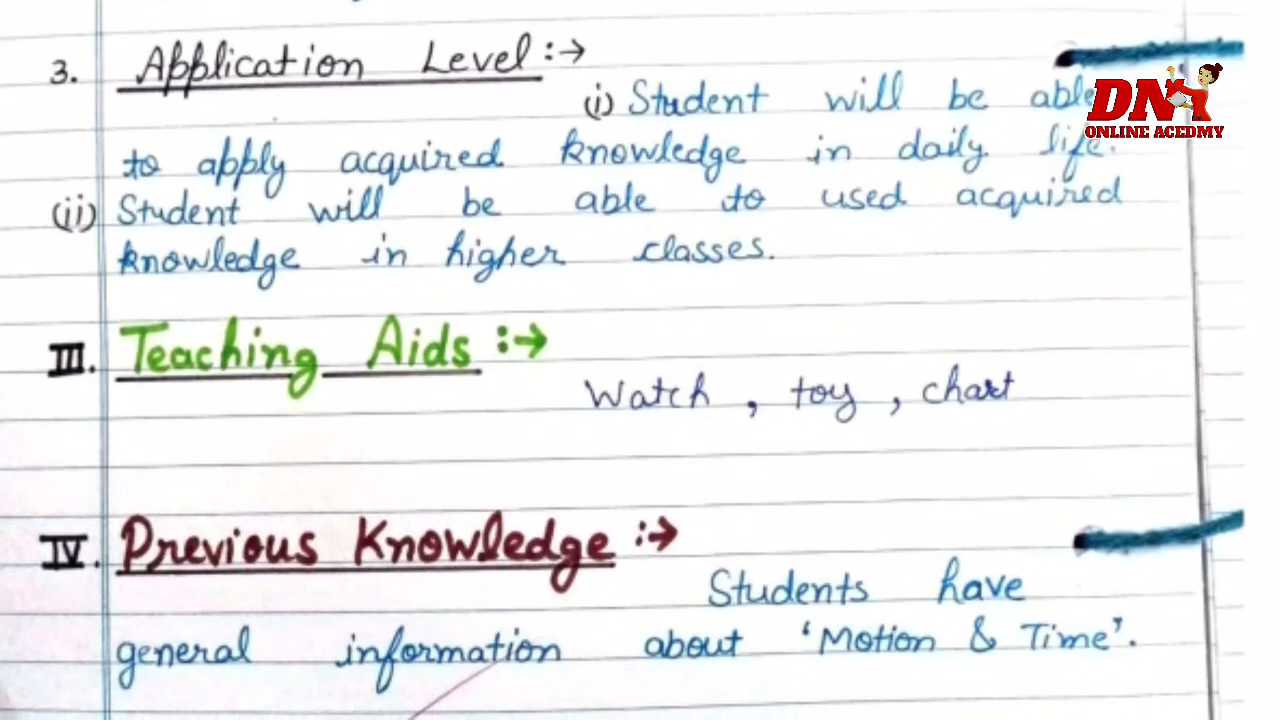 3. Application Level :→
(i) Student will be able
to apply acquired knowledge in daily life.
(ii) Student will be able to used acquired
knowledge in higher classes.
III. Teaching Aids :→
Watch , toy , chart
IV. Previous Knowledge :→
Students have
general information about 'Motion & Time'.
DN
ONLINE ACEDMY